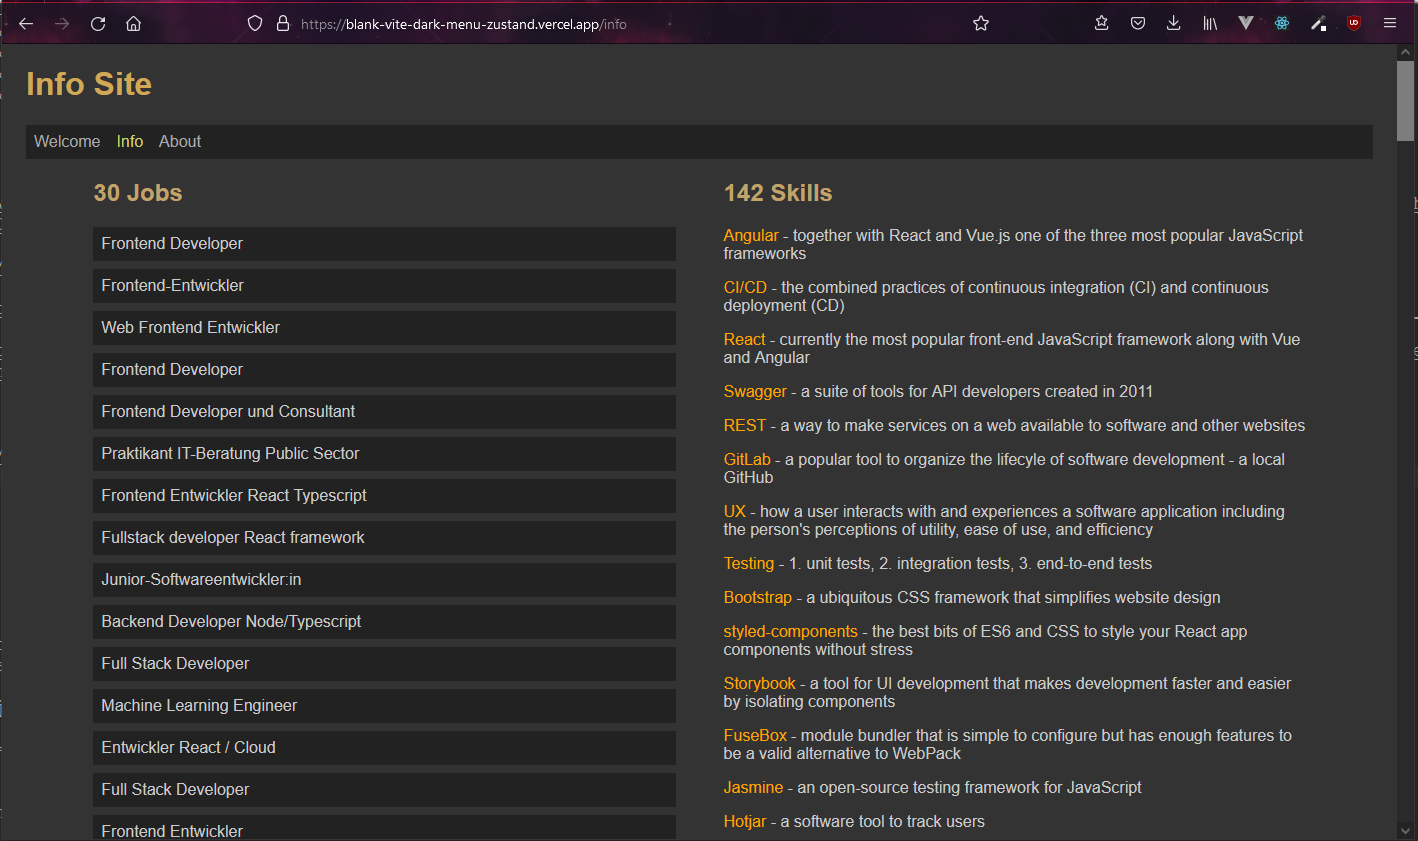 https://blank-vite-dark-menu-zustand.vercel.app/info
Info Site
Welcome Info About
30 Jobs
Frontend Developer
Frontend-Entwickler
Web Frontend Entwickler
Frontend Developer
Frontend Developer und Consultant
Praktikant IT-Beratung Public Sector
Frontend Entwickler React Typescript
Fullstack developer React framework
Junior-Softwareentwickler:in
Backend Developer Node/Typescript
Full Stack Developer
Machine Learning Engineer
Entwickler React / Cloud
Full Stack Developer
Frontend Entwickler
142 Skills
Angular - together with React and Vue.js one of the three most popular JavaScript
frameworks
CI/CD - the combined practices of continuous integration (CI) and continuous
deployment (CD)
React - currently the most popular front-end JavaScript framework along with Vue
and Angular
Swagger - a suite of tools for API developers created in 2011
REST - a way to make services on a web available to software and other websites
GitLab - a popular tool to organize the lifecyle of software development - a local
GitHub
UX - how a user interacts with and experiences a software application including
the person's perceptions of utility, ease of use, and efficiency
Testing - 1. unit tests, 2. integration tests, 3. end-to-end tests
Bootstrap - a ubiquitous CSS framework that simplifies website design
styled-components - the best bits of ES6 and CSS to style your React app
components without stress
Storybook - a tool for UI development that makes development faster and easier
by isolating components
FuseBox - module bundler that is simple to configure but has enough features to
be a valid alternative to WebPack
Jasmine - an open-source testing framework for JavaScript
Hotjar - a software tool to track users